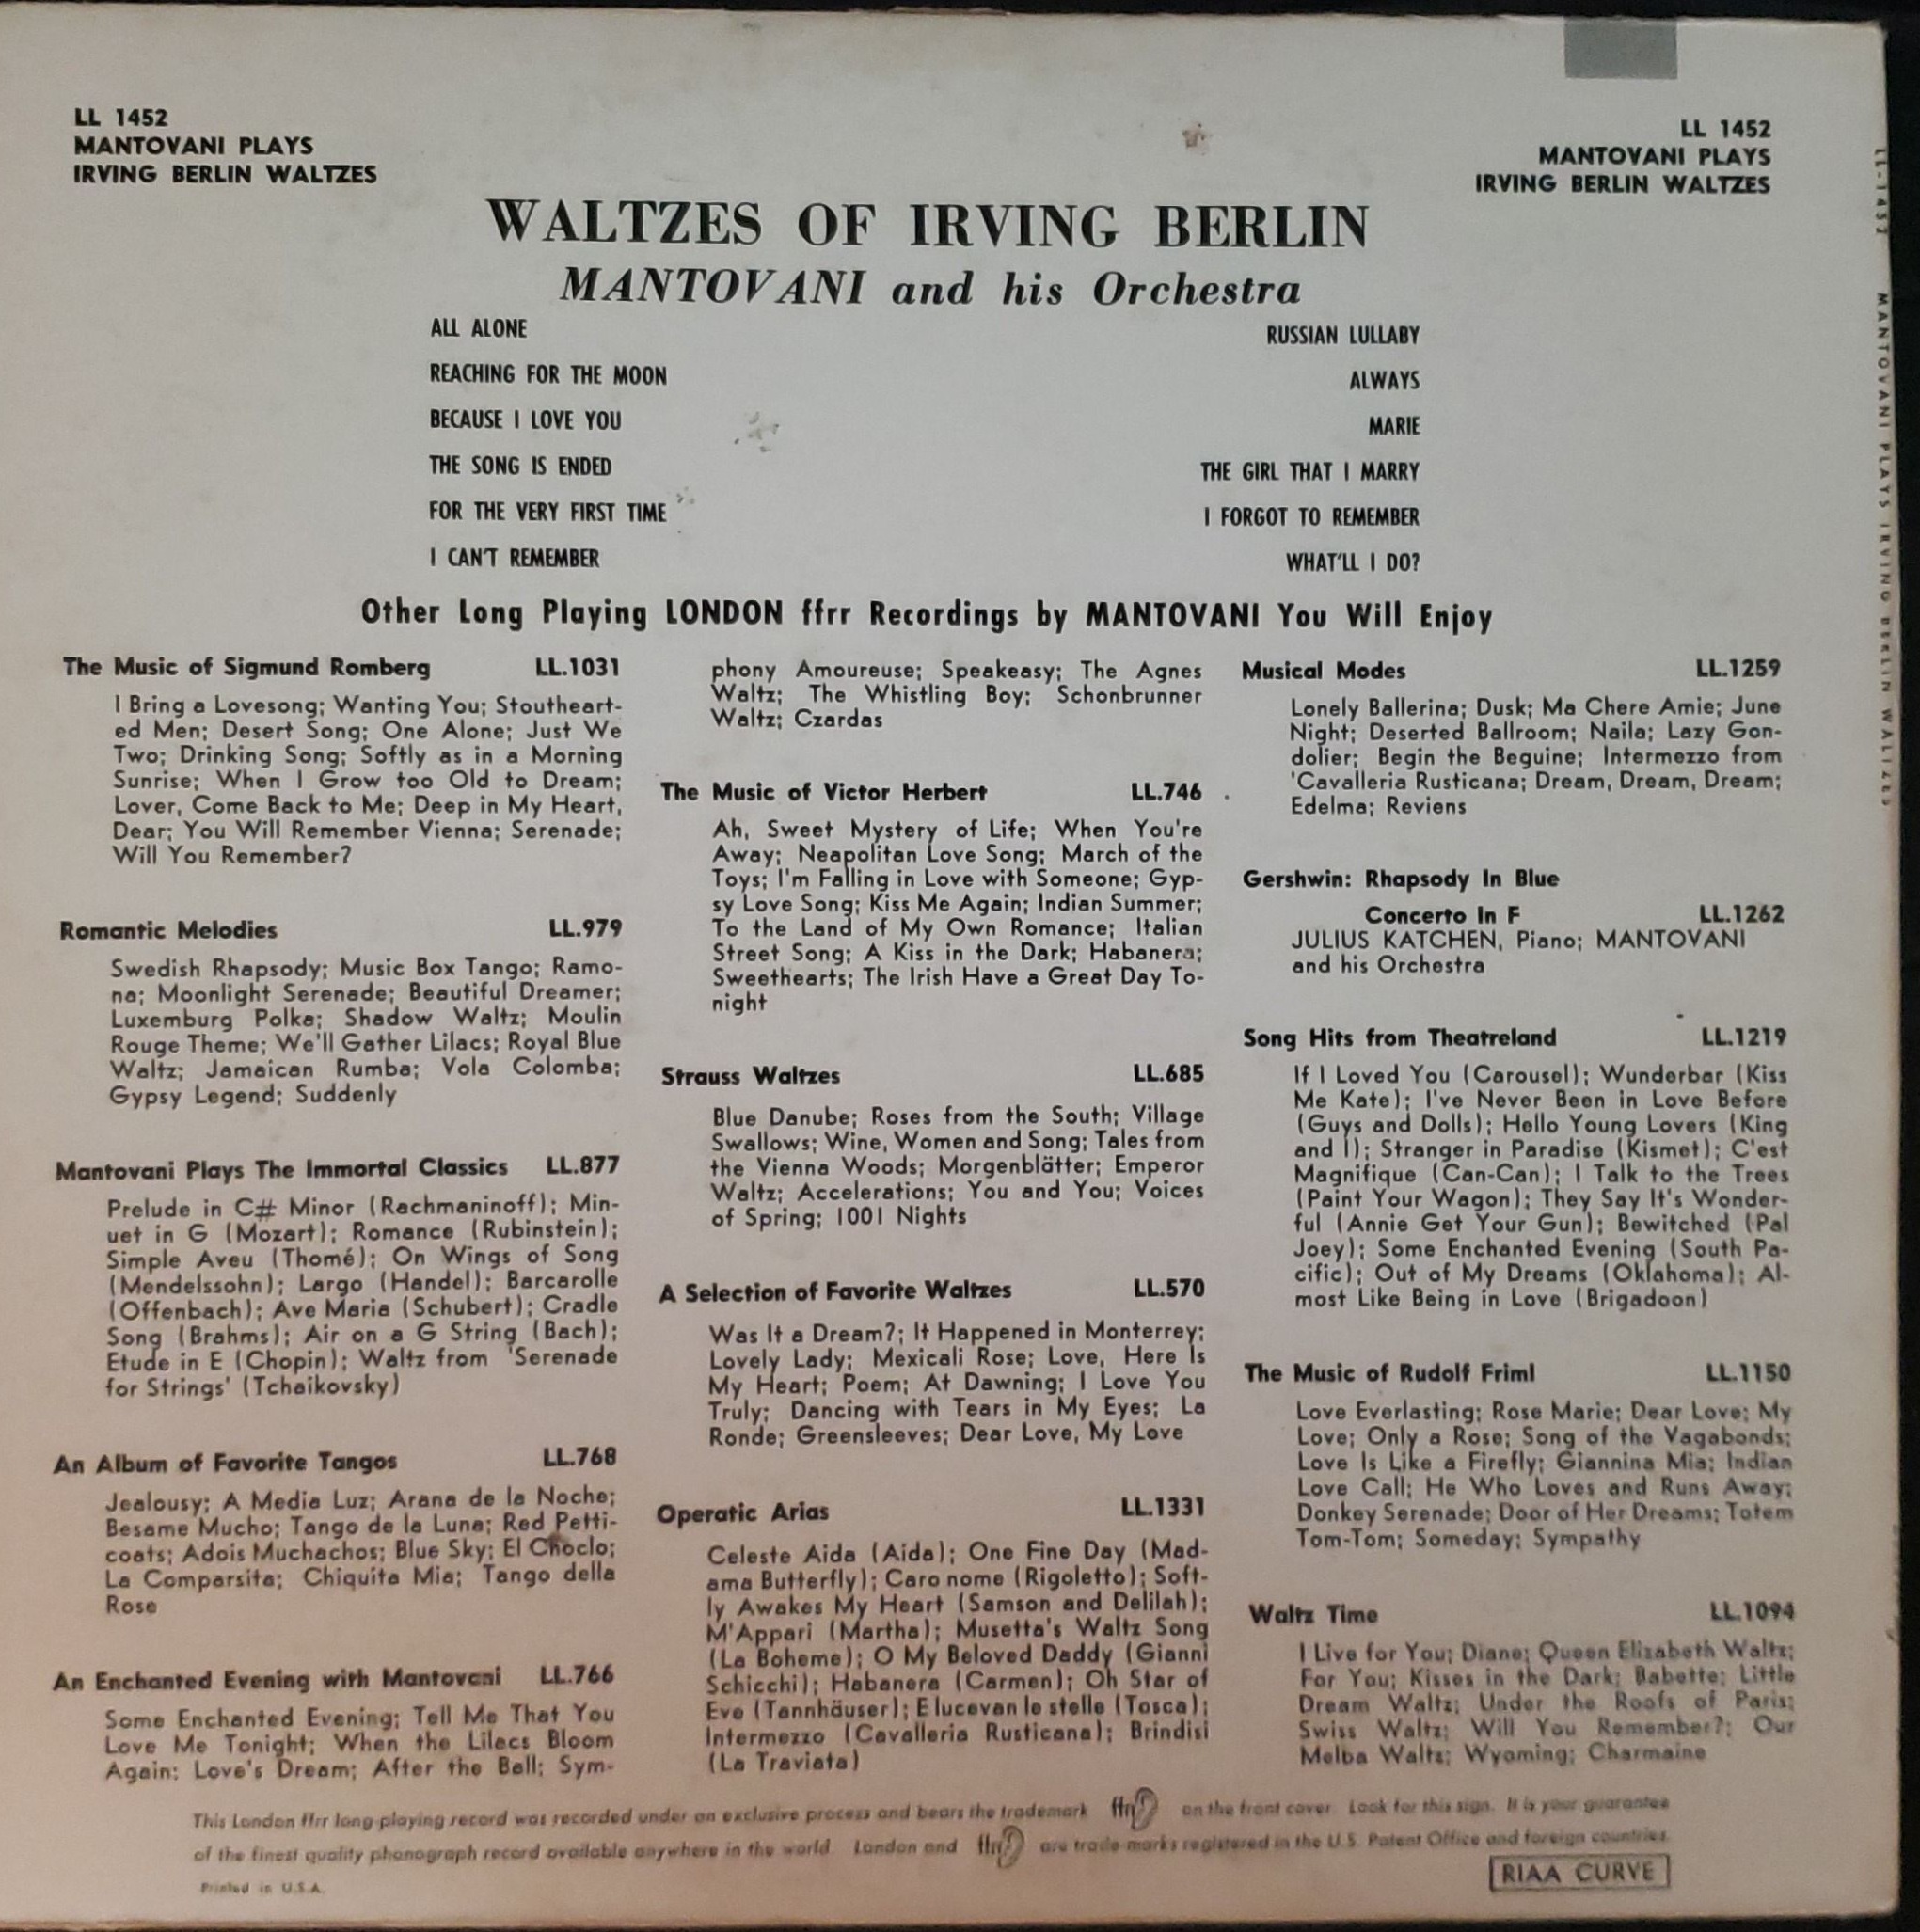 LL 1452
MANTOVANI PLAYS
IRVING BERLIN WALTZES
LL 1452
MANTOVANI PLAYS
IRVING BERLIN WALTZES
WALTZES OF IRVING BERLIN
MANTOVANI and his Orchestra
ALL ALONE
REACHING FOR THE MOON
BECAUSE I LOVE YOU
THE SONG IS ENDED
FOR THE VERY FIRST TIME
I CAN'T REMEMBER
RUSSIAN LULLABY
ALWAYS
MARIE
THE GIRL THAT I MARRY
I FORGOT TO REMEMBER
WHAT'LL I DO?
Other Long Playing LONDON ffrr Recordings by MANTOVANI You Will Enjoy
The Music of Sigmund Romberg LL.1031
I Bring a Lovesong; Wanting You; Stoutheart-
ed Men; Desert Song; One Alone; Just We
Two; Drinking Song; Softly as in a Morning
Sunrise; When I Grow too Old to Dream;
Lover, Come Back to Me; Deep in My Heart,
Dear; You Will Remember Vienna; Serenade;
Will You Remember?
Romantic Melodies LL.979
Swedish Rhapsody; Music Box Tango; Ramo-
na; Moonlight Serenade; Beautiful Dreamer;
Luxemburg Polka; Shadow Waltz; Moulin
Rouge Theme; We'll Gather Lilacs; Royal Blue
Waltz; Jamaican Rumba; Vola Colomba;
Gypsy Legend; Suddenly
Mantovani Plays The Immortal Classics LL.877
Prelude in C# Minor (Rachmaninoff); Min-
uet in G (Mozart); Romance (Rubinstein);
Simple Aveu (Thomé); On Wings of Song
(Mendelssohn); Largo (Handel); Barcarolle
(Offenbach); Ave Maria (Schubert); Cradle
Song (Brahms); Air on a G String (Bach);
Etude in E (Chopin); Waltz from 'Serenade
for Strings' (Tchaikovsky)
An Album of Favorite Tangos LL.768
Jealousy; A Media Luz; Arana de la Noche;
Besame Mucho; Tango de la Luna; Red Petti-
coats; Adois Muchachos; Blue Sky; El Choclo;
La Comparsita; Chiquita Mia; Tango della
Rose
An Enchanted Evening with Mantovani LL.766
Some Enchanted Evening; Tell Me That You
Love Me Tonight; When the Lilacs Bloom
Again; Love's Dream; After the Ball; Sym-
phony Amoureuse; Speakeasy; The Agnes
Waltz; The Whistling Boy; Schonbrunner
Waltz; Czardas
The Music of Victor Herbert LL.746
Ah, Sweet Mystery of Life; When You're
Away; Neapolitan Love Song; March of the
Toys; I'm Falling in Love with Someone; Gyp-
sy Love Song; Kiss Me Again; Indian Summer;
To the Land of My Own Romance; Italian
Street Song; A Kiss in the Dark; Habanera;
Sweethearts; The Irish Have a Great Day To-
night
Strauss Waltzes LL.685
Blue Danube; Roses from the South; Village
Swallows; Wine, Women and Song; Tales from
the Vienna Woods; Morgenblätter; Emperor
Waltz; Accelerations; You and You; Voices
of Spring; 1001 Nights
A Selection of Favorite Waltzes LL.570
Was It a Dream?; It Happened in Monterrey;
Lovely Lady; Mexicali Rose; Love, Here Is
My Heart; Poem; At Dawning; I Love You
Truly; Dancing with Tears in My Eyes; La
Ronde; Greensleeves; Dear Love, My Love
Operatic Arias LL.1331
Celeste Aida (Aida); One Fine Day (Mad-
ama Butterfly); Caro nome (Rigoletto); Soft-
ly Awakes My Heart (Samson and Delilah);
M'Appari (Martha); Musetta's Waltz Song
(La Boheme); O My Beloved Daddy (Gianni
Schicchi); Habanera (Carmen); Oh Star of
Eve (Tannhäuser); E lucevan le stelle (Tosca);
Intermezzo (Cavalleria Rusticana); Brindisi
(La Traviata)
Musical Modes LL.1259
Lonely Ballerina; Dusk; Ma Chere Amie; June
Night; Deserted Ballroom; Naila; Lazy Gon-
dolier; Begin the Beguine; Intermezzo from
'Cavalleria Rusticana; Dream, Dream, Dream;
Edelma; Reviens
Gershwin: Rhapsody In Blue
Concerto In F LL.1262
JULIUS KATCHEN, Piano; MANTOVANI
and his Orchestra
Song Hits from Theatreland LL.1219
If I Loved You (Carousel); Wunderbar (Kiss
Me Kate); I've Never Been in Love Before
(Guys and Dolls); Hello Young Lovers (King
and I); Stranger in Paradise (Kismet); C'est
Magnifique (Can-Can); I Talk to the Trees
(Paint Your Wagon); They Say It's Wonder-
ful (Annie Get Your Gun); Bewitched (Pal
Joey); Some Enchanted Evening (South Pa-
cific); Out of My Dreams (Oklahoma); Al-
most Like Being in Love (Brigadoon)
The Music of Rudolf Friml LL.1150
Love Everlasting; Rose Marie; Dear Love; My
Love; Only a Rose; Song of the Vagabonds;
Love Is Like a Firefly; Giannina Mia; Indian
Love Call; He Who Loves and Runs Away;
Donkey Serenade; Door of Her Dreams; Totem
Tom-Tom; Someday; Sympathy
Waltz Time LL.1094
I Live for You; Diane; Queen Elizabeth Waltz;
For You; Kisses in the Dark; Babette; Little
Dream Waltz; Under the Roofs of Paris;
Swiss Waltz; Will You Remember?; Our
Melba Waltz; Wyoming; Charmaine
This London ffrr long playing record was recorded under an exclusive process and bears the trademark ffrr on the front cover. Look for this sign. It is your guarantee
of the finest quality phonograph record available anywhere in the world. London and ffrr are trade-marks registered in the U.S. Patent Office and foreign countries.
Printed in U.S.A.
RIAA CURVE
LL-1452 MANTOVANI PLAYS IRVING BERLIN WALTZES